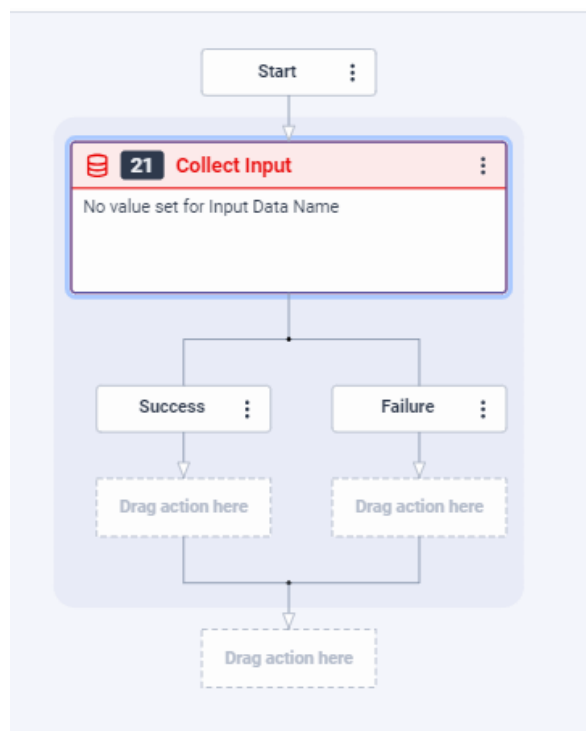 Start
21 Collect Input
No value set for Input Data Name
Success
Failure
Drag action here
Drag action here
Drag action here